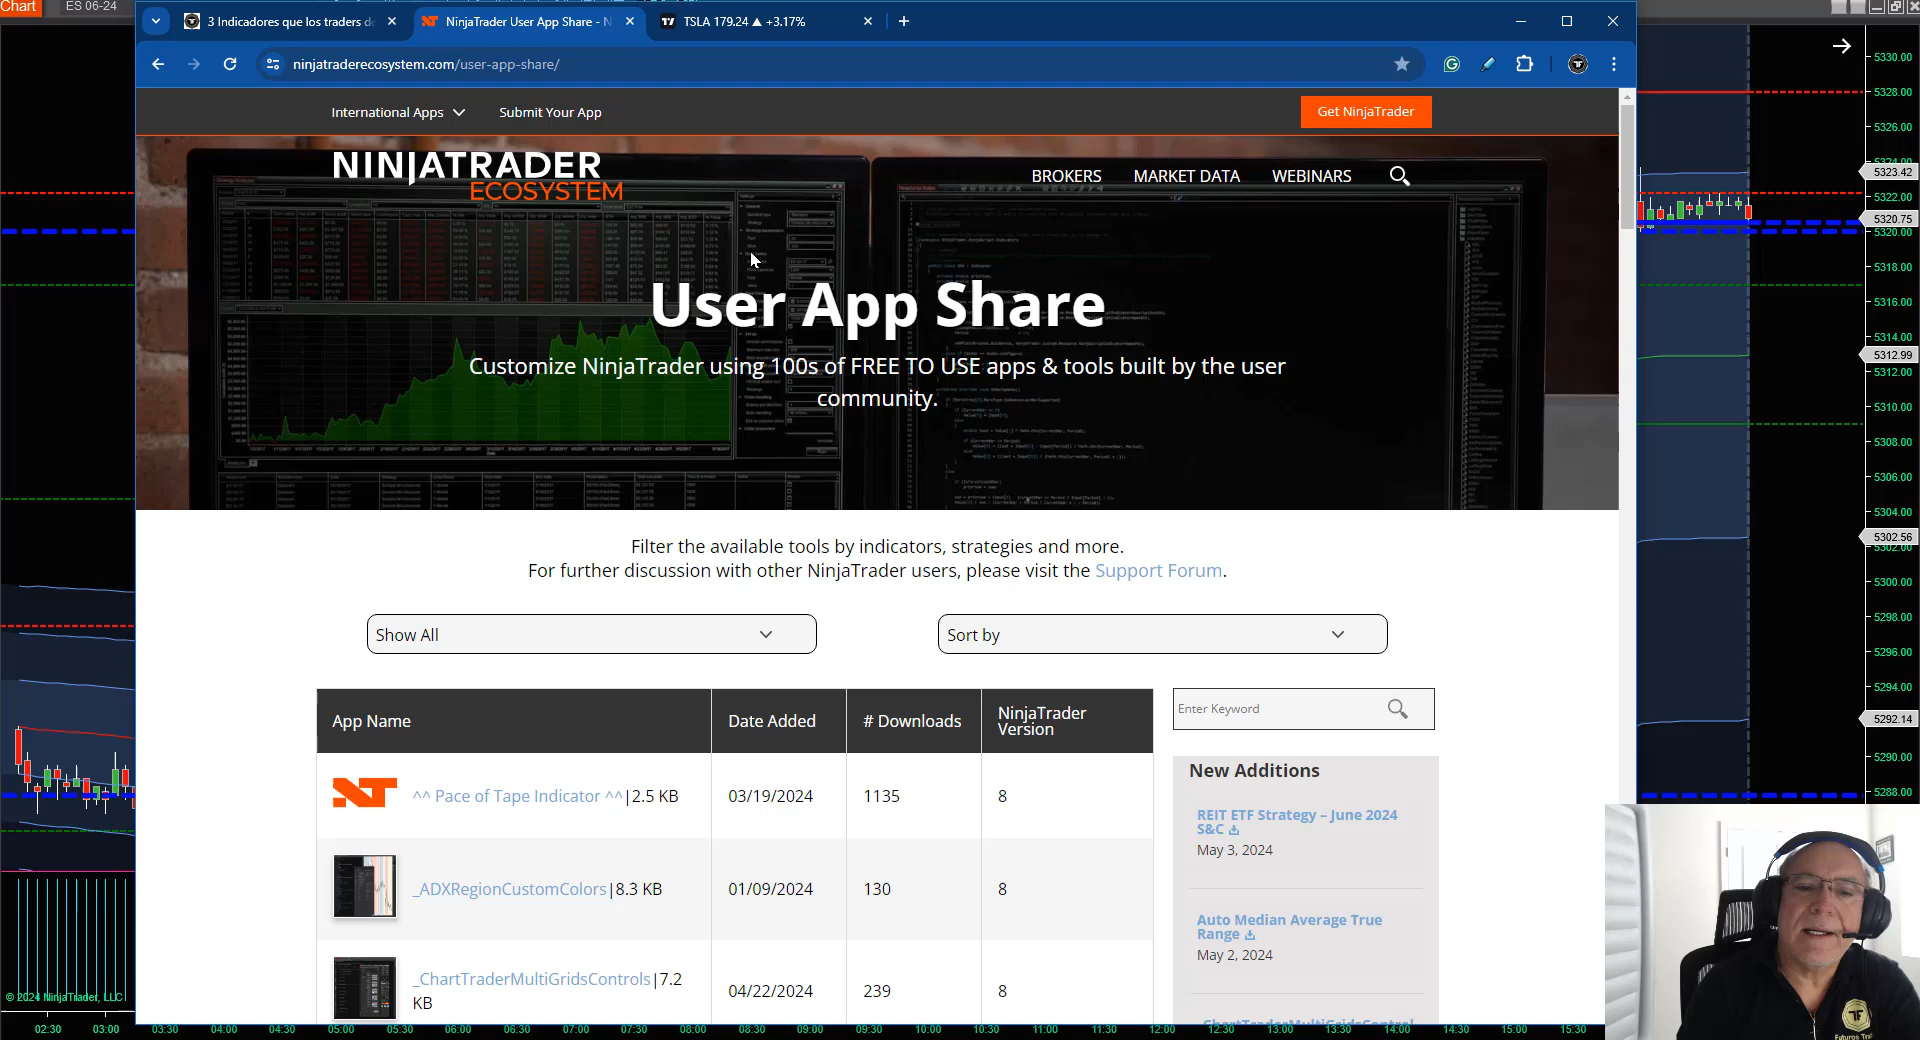 Chart
ES 06-24
3 Indicadores que los traders d
NinjaTrader User App Share - N
TSLA 179.24 ▲ +3.17%
ninjatraderecosystem.com/user-app-share/
International Apps
Submit Your App
Get NinjaTrader
NINJATRADER
ECOSYSTEM
BROKERS
MARKET DATA
WEBINARS
User App Share
Customize NinjaTrader using 100s of FREE TO USE apps & tools built by the user
community.
Filter the available tools by indicators, strategies and more.
For further discussion with other NinjaTrader users, please visit the Support Forum.
Show All
Sort by
App Name
Date Added
# Downloads
NinjaTrader
Version
Enter Keyword
^^ Pace of Tape Indicator ^^|2.5 KB
03/19/2024
1135
8
_ADXRegionCustomColors|8.3 KB
01/09/2024
130
8
_ChartTraderMultiGridsControls|7.2
KB
04/22/2024
239
8
New Additions
REIT ETF Strategy – June 2024
S&C
May 3, 2024
Auto Median Average True
Range
May 2, 2024
5330.00
5328.00
5326.00
5323.42
5322.00
5320.75
5320.00
5318.00
5316.00
5314.00
5312.99
5312.00
5310.00
5308.00
5306.00
5304.00
5302.56
5300.00
5298.00
5296.00
5294.00
5292.14
5290.00
5288.00
© 2024 NinjaTrader, LLC
02:30
03:00
03:30
04:00
04:30
05:00
05:30
06:00
06:30
07:00
07:30
08:00
08:30
09:00
09:30
10:00
10:30
11:00
11:30
12:00
12:30
13:00
13:30
14:00
14:30
15:00
15:30